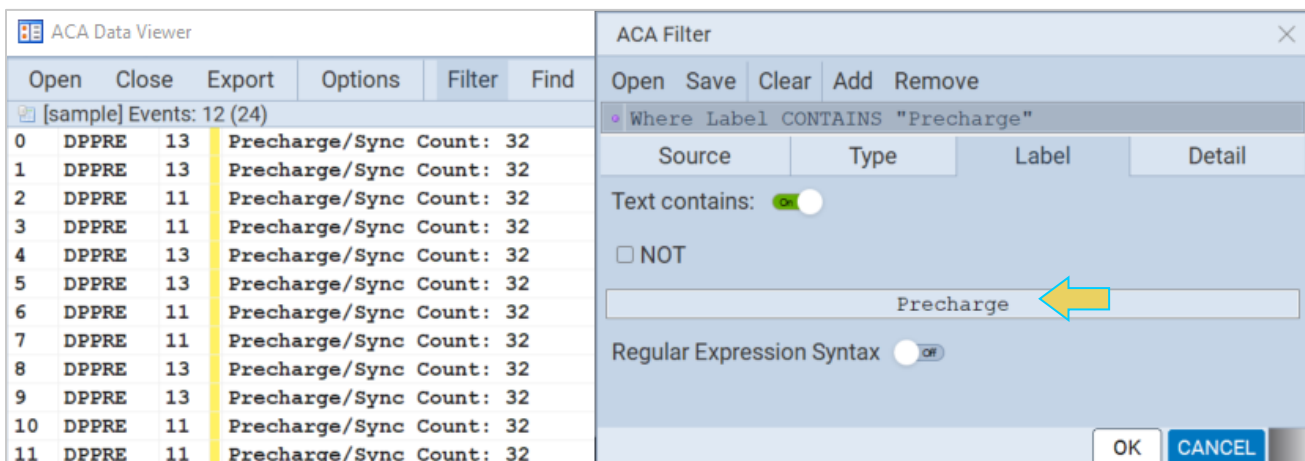 ACA Data Viewer
Open Close Export Options Filter Find
[sample] Events: 12 (24)
0 DPPRE 13 Precharge/Sync Count: 32
1 DPPRE 13 Precharge/Sync Count: 32
2 DPPRE 11 Precharge/Sync Count: 32
3 DPPRE 11 Precharge/Sync Count: 32
4 DPPRE 13 Precharge/Sync Count: 32
5 DPPRE 13 Precharge/Sync Count: 32
6 DPPRE 11 Precharge/Sync Count: 32
7 DPPRE 11 Precharge/Sync Count: 32
8 DPPRE 13 Precharge/Sync Count: 32
9 DPPRE 13 Precharge/Sync Count: 32
10 DPPRE 11 Precharge/Sync Count: 32
11 DPPRE 11 Precharge/Sync Count: 32
ACA Filter
Open Save Clear Add Remove
Where Label CONTAINS "Precharge"
Source Type Label Detail
Text contains: On
NOT
Precharge
Regular Expression Syntax Off
OK CANCEL